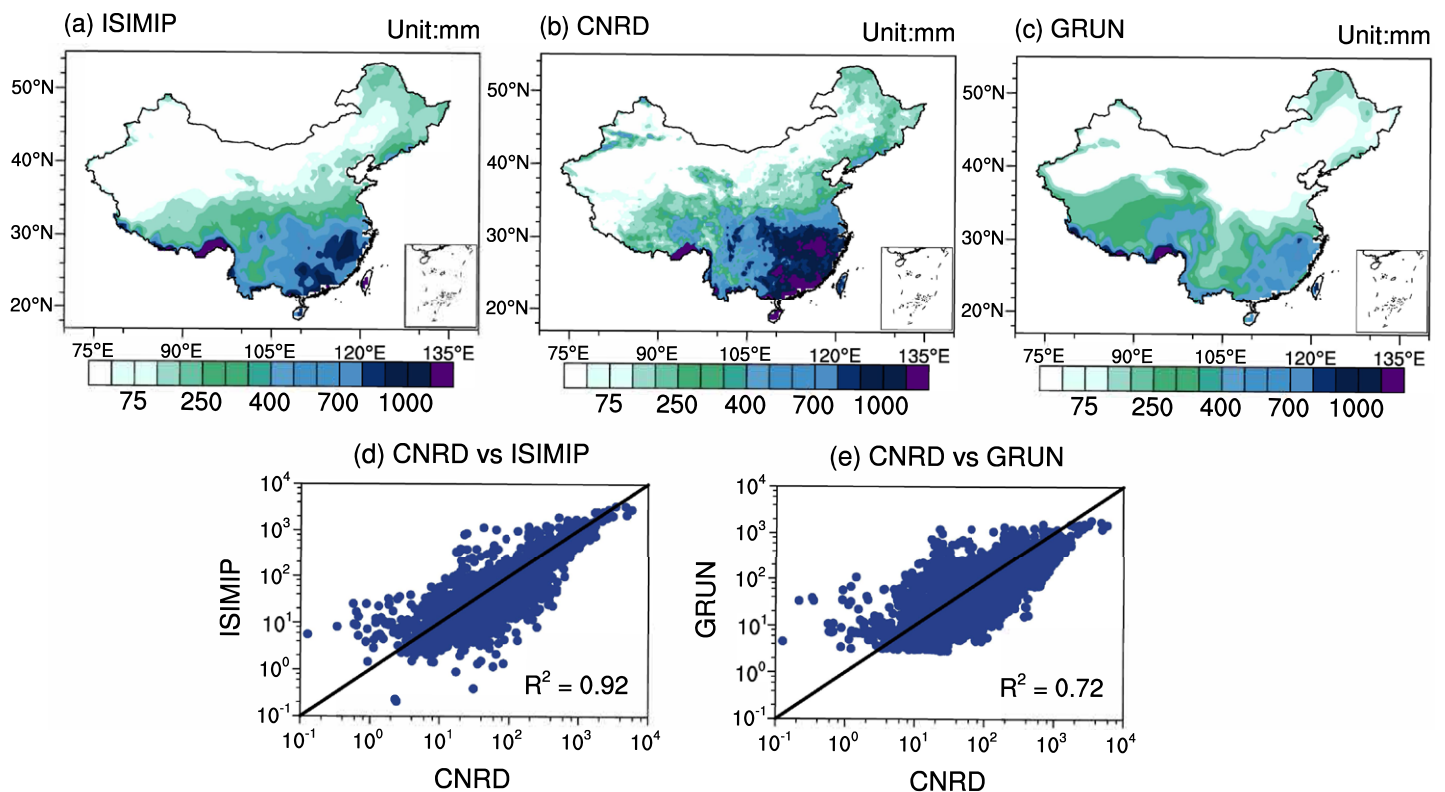 (a) ISIMIP Unit:mm
50°N
40°N
30°N
20°N
75°E 90°E 105°E 120°E 135°E
75 250 400 700 1000
(b) CNRD Unit:mm
50°N
40°N
30°N
20°N
75°E 90°E 105°E 120°E 135°E
75 250 400 700 1000
(c) GRUN Unit:mm
50°N
40°N
30°N
20°N
75°E 90°E 105°E 120°E 135°E
75 250 400 700 1000
(d) CNRD vs ISIMIP
ISIMIP
10⁴
10³
10²
10¹
10⁰
10⁻¹
R² = 0.92
10⁻¹ 10⁰ 10¹ 10² 10³ 10⁴
CNRD
(e) CNRD vs GRUN
GRUN
10⁴
10³
10²
10¹
10⁰
10⁻¹
R² = 0.72
10⁻¹ 10⁰ 10¹ 10² 10³ 10⁴
CNRD